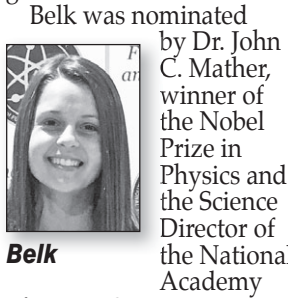 Belk was nominated
by Dr. John
C. Mather,
winner of
the Nobel
Prize in
Physics and
the Science
Director of
the National
Academy
Belk